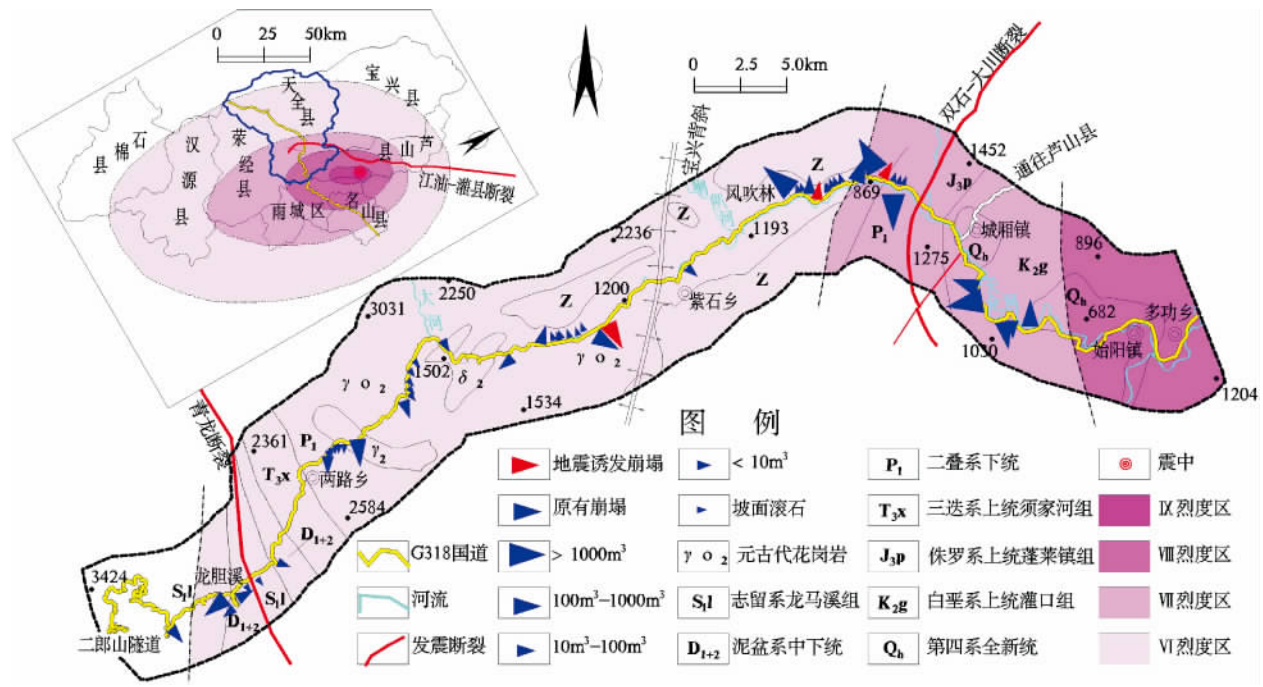 0 25 50km
宝兴县
天全县
石棉县
汉源县
荥经县
芦山县
雨城区
名山县
江油-灌县断裂
0 2.5 5.0km
双石-大川断裂
通往芦山县
宝兴背斜
1452
J₃p
Z
风吹林
869
Z
P₁
城厢镇
Qₕ
1275
K₂g
896
Qₕ
682
多功乡
始阳镇
1030
1204
2236
1193
Z
紫石乡
1200
Z
2250
3031
大河
γο₂
1502
δ₂
γο₂
1534
青龙断裂
2361
P₁
γ₂
T₃x
两路乡
2584
D₁₊₂
龙胆溪
S₁l
S₁l
D₁₊₂
3424
二郎山隧道
图 例
地震诱发崩塌
<10m³
P₁ 二叠系下统
震中
原有崩塌
坡面滚石
T₃x 三迭系上统须家河组
Ⅸ烈度区
G318国道
>1000m³
γο₂ 元古代花岗岩
J₃p 侏罗系上统蓬莱镇组
Ⅷ烈度区
河流
100m³-1000m³
S₁l 志留系龙马溪组
K₂g 白垩系上统灌口组
Ⅶ烈度区
发震断裂
10m³-100m³
D₁₊₂ 泥盆系中下统
Qₕ 第四系全新统
Ⅵ烈度区